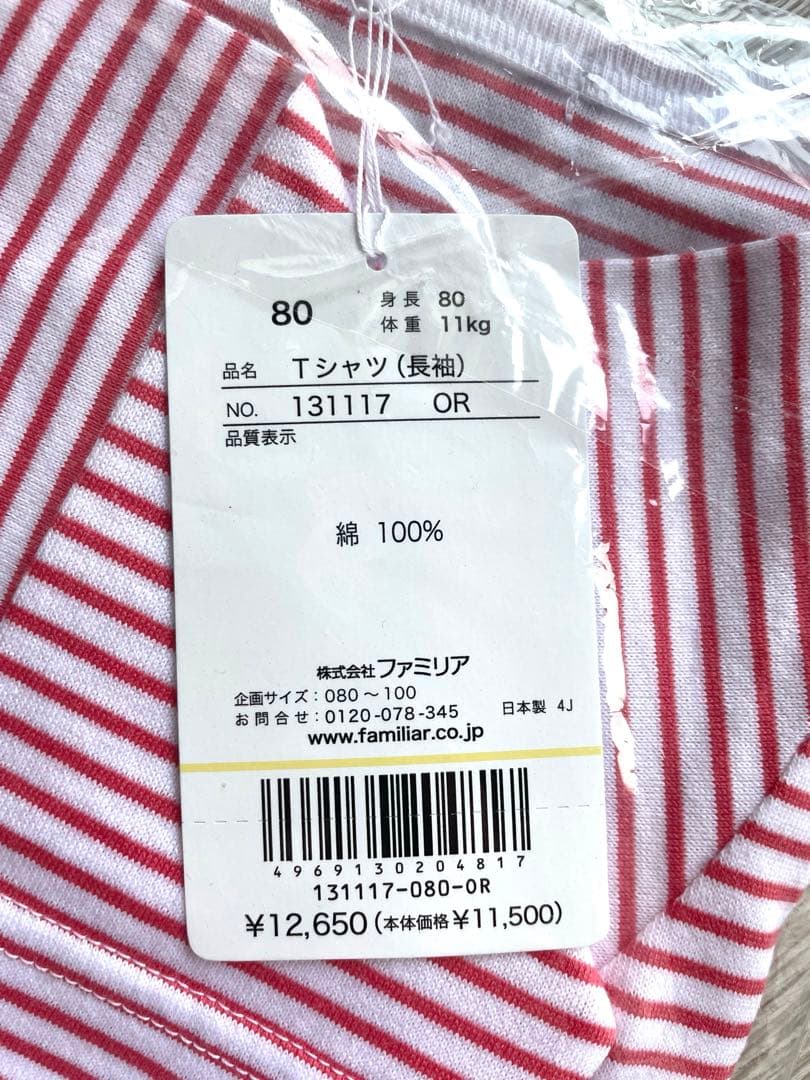 80
身長 80
体重 11kg
品名 Tシャツ(長袖)
NO. 131117 OR
品質表示
綿 100%
株式会社ファミリア
企画サイズ:080～100
お問合せ:0120-078-345 日本製 4J
www.familiar.co.jp
4969130204817
131117-080-OR
¥12,650(本体価格¥11,500)